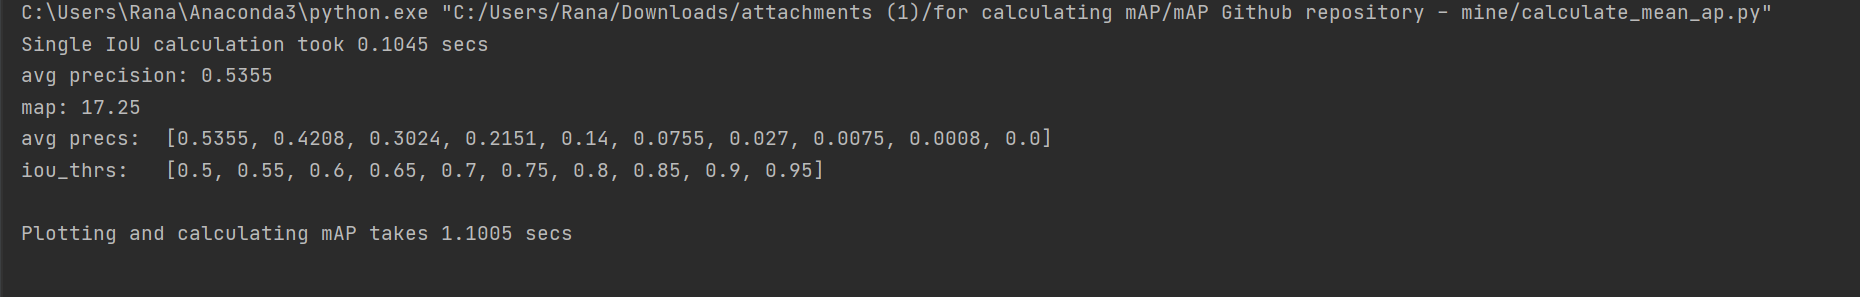 C:\Users\Rana\Anaconda3\python.exe "C:/Users/Rana/Downloads/attachments (1)/for calculating mAP/mAP Github repository - mine/calculate_mean_ap.py"
Single IoU calculation took 0.1045 secs
avg precision: 0.5355
map: 17.25
avg precs:  [0.5355, 0.4208, 0.3024, 0.2151, 0.14, 0.0755, 0.027, 0.0075, 0.0008, 0.0]
iou_thrs:   [0.5, 0.55, 0.6, 0.65, 0.7, 0.75, 0.8, 0.85, 0.9, 0.95]
Plotting and calculating mAP takes 1.1005 secs